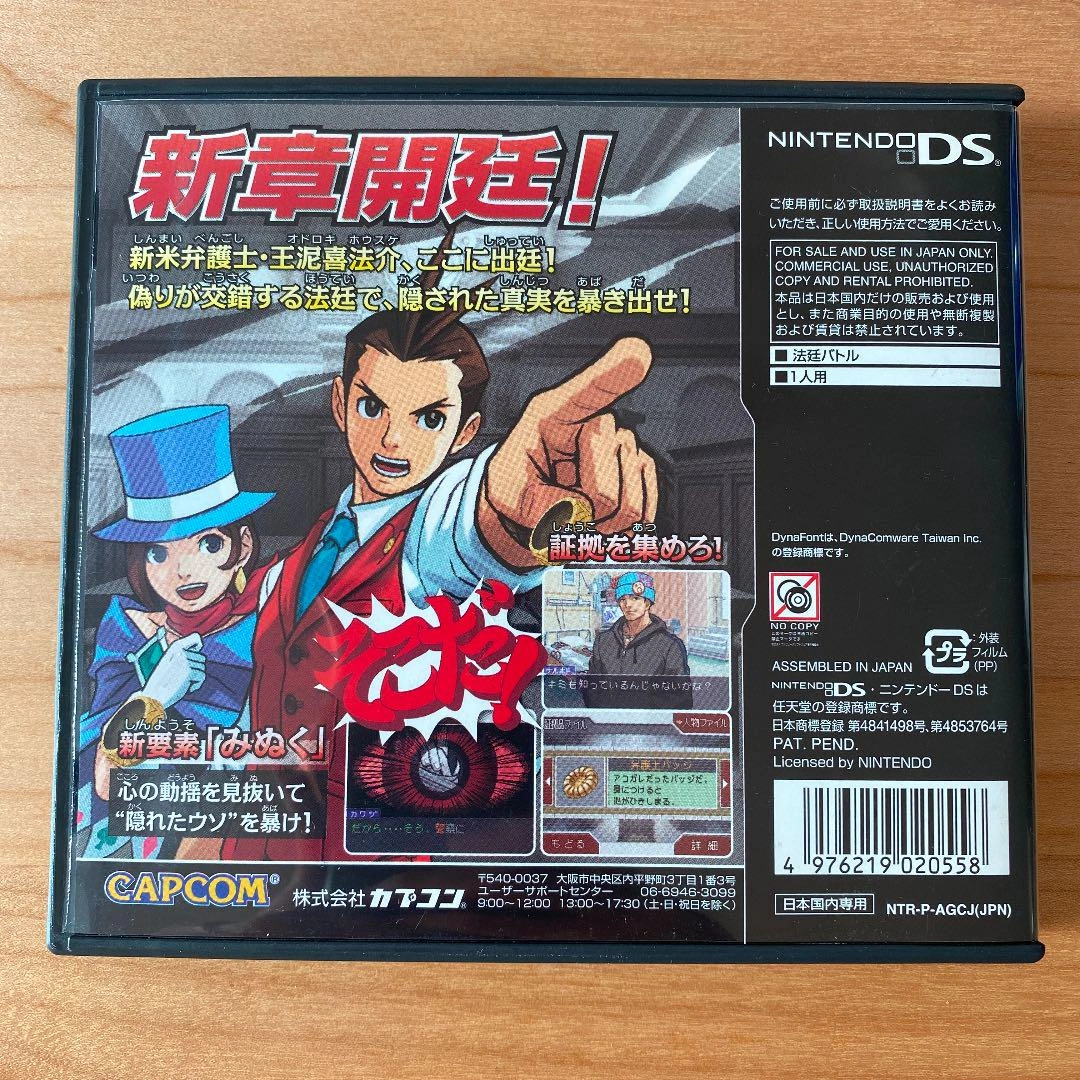 新章開廷！
しんまい べんごし オドロキ ホウスケ しゅってい
新米弁護士・王泥喜法介、ここに出廷！
いつわ こうさく ほうてい かく しんじつ あば だ
偽りが交錯する法廷で、隠された真実を暴き出せ！
しょうこ あつ
証拠を集めろ！
そこだっ！
キミも知っているんじゃないかな？
しんようそ
新要素「みぬく」
こころ どうよう みぬ
心の動揺を見抜いて
かく あば
“隠れたウソ”を暴け！
だから・・・・そう、警察に
証拠品ファイル
→人物ファイル
弁護士バッジ
アコガレだったバッジだ。
身につけると
心がひきしまる。
もどる
詳細
CAPCOM®
株式会社カプコン®
〒540-0037 大阪市中央区内平野町3丁目1番3号
ユーザーサポートセンター 06-6946-3099
9:00〜12:00 13:00〜17:30（土・日・祝日を除く）
NINTENDO DS®
ご使用前に必ず取扱説明書をよくお読み
いただき、正しい使用方法でご愛用ください。
FOR SALE AND USE IN JAPAN ONLY.
COMMERCIAL USE, UNAUTHORIZED
COPY AND RENTAL PROHIBITED.
本品は日本国内だけの販売および使用
とし、また商業目的の使用や無断複製
および賃貸は禁止されています。
■ 法廷バトル
■ 1人用
DynaFontは、DynaComware Taiwan Inc.
の登録商標です。
NO COPY
ASSEMBLED IN JAPAN
プラ
：外装
フィルム
(PP)
NINTENDO DS・ニンテンドーDSは
任天堂の登録商標です。
日本商標登録 第4841498号、第4853764号
PAT. PEND.
Licensed by NINTENDO
4 976219 020558
日本国内専用
NTR-P-AGCJ(JPN)